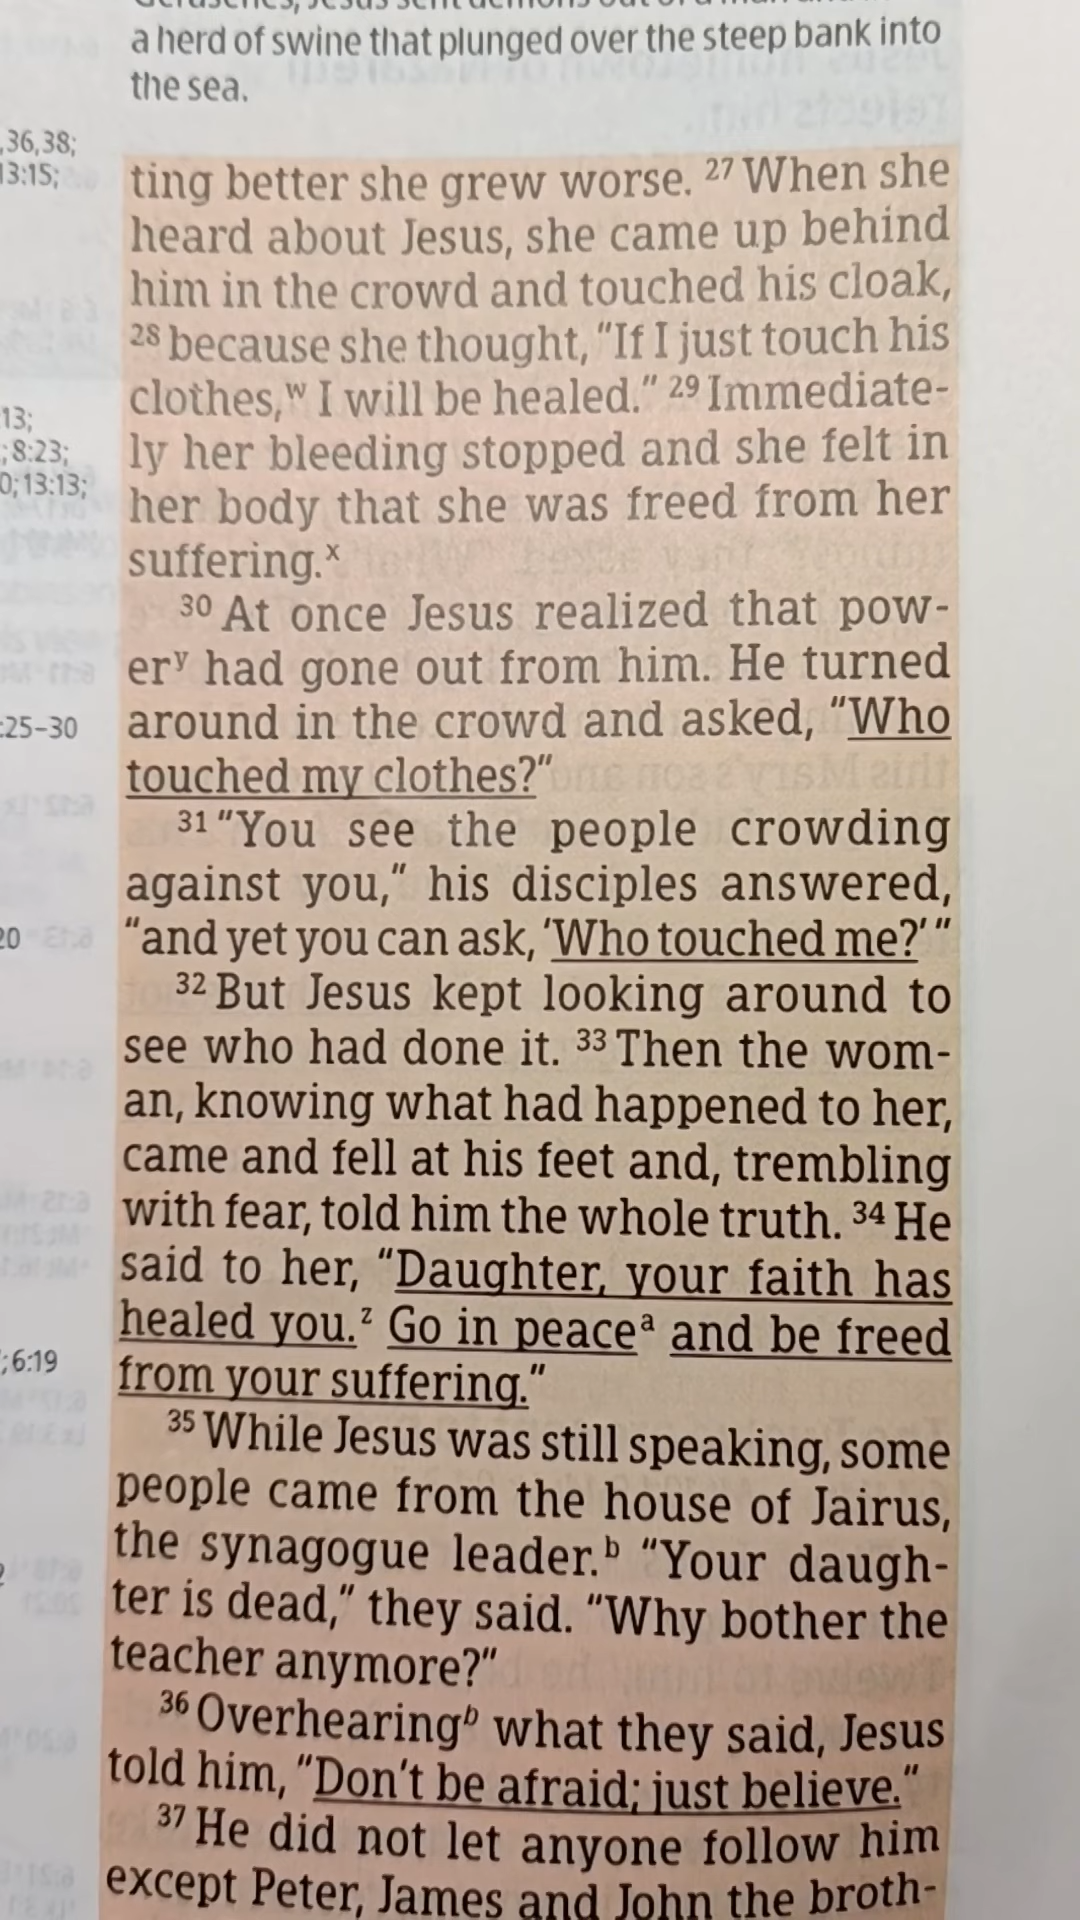 a herd of swine that plunged over the steep bank into
the sea.
,36,38;
13:15;
ting better she grew worse. 27 When she
heard about Jesus, she came up behind
him in the crowd and touched his cloak,
28 because she thought, "If I just touch his
clothes,w I will be healed." 29 Immediate-
ly her bleeding stopped and she felt in
her body that she was freed from her
suffering.x
13;
; 8:23;
0; 13:13;
30 At once Jesus realized that pow-
ery had gone out from him. He turned
around in the crowd and asked, "Who
touched my clothes?"
:25–30
31 "You see the people crowding
against you," his disciples answered,
"and yet you can ask, 'Who touched me?' "
20
32 But Jesus kept looking around to
see who had done it. 33 Then the wom-
an, knowing what had happened to her,
came and fell at his feet and, trembling
with fear, told him the whole truth. 34 He
said to her, "Daughter, your faith has
healed you.z Go in peacea and be freed
from your suffering."
; 6:19
35 While Jesus was still speaking, some
people came from the house of Jairus,
the synagogue leader.b "Your daugh-
ter is dead," they said. "Why bother the
teacher anymore?"
36 Overhearingb what they said, Jesus
told him, "Don't be afraid; just believe."
37 He did not let anyone follow him
except Peter, James and John the broth-